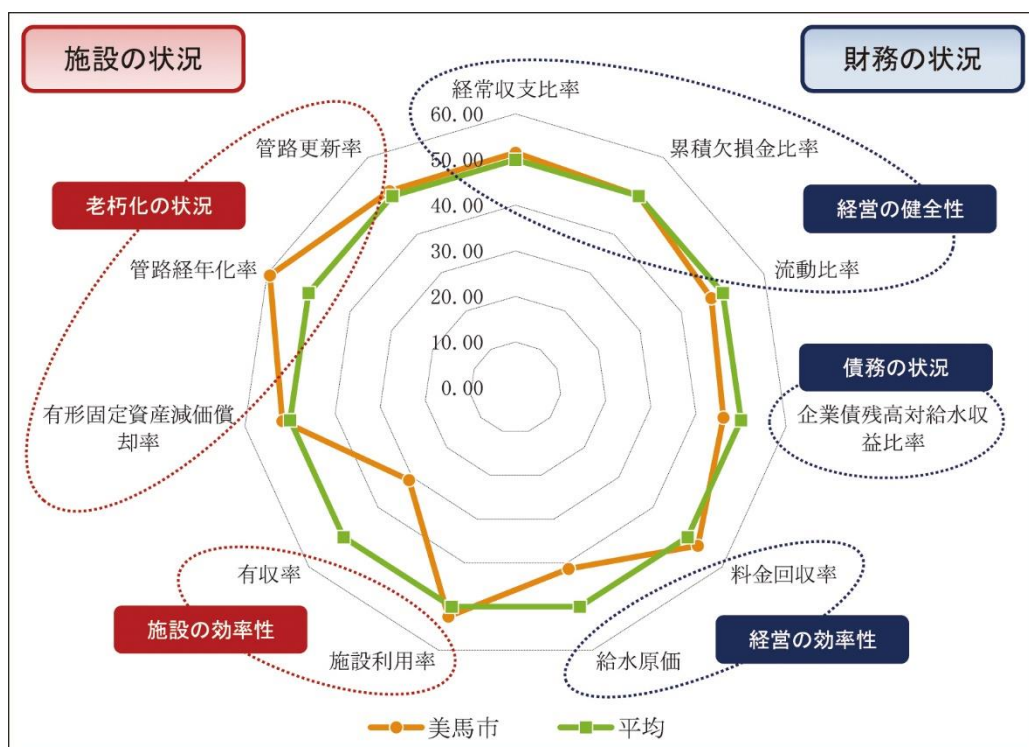 施設の状況
財務の状況
経常収支比率
60.00
管路更新率
累積欠損金比率
50.00
老朽化の状況
40.00
経営の健全性
30.00
管路経年化率
流動比率
20.00
10.00
債務の状況
0.00
有形固定資産減価償
却率
企業債残高対給水収
益比率
有収率
料金回収率
施設の効率性
経営の効率性
施設利用率
給水原価
美馬市
平均